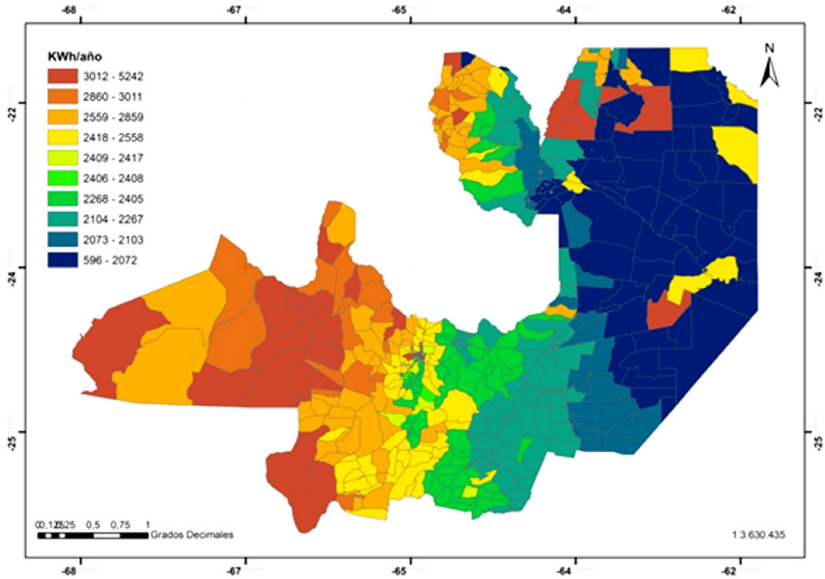 -68 -67 -65 -64 -62
N
KWh/año
3012 - 5242
2860 - 3011
2559 - 2859
2418 - 2558
2409 - 2417
2406 - 2408
2268 - 2405
2104 - 2267
2073 - 2103
596 - 2072
-22 -22
-24 -24
-25 -25
0,5 0,75 1
Grados Decimales
1:3.630.435
-68 -67 -65 -64 -62